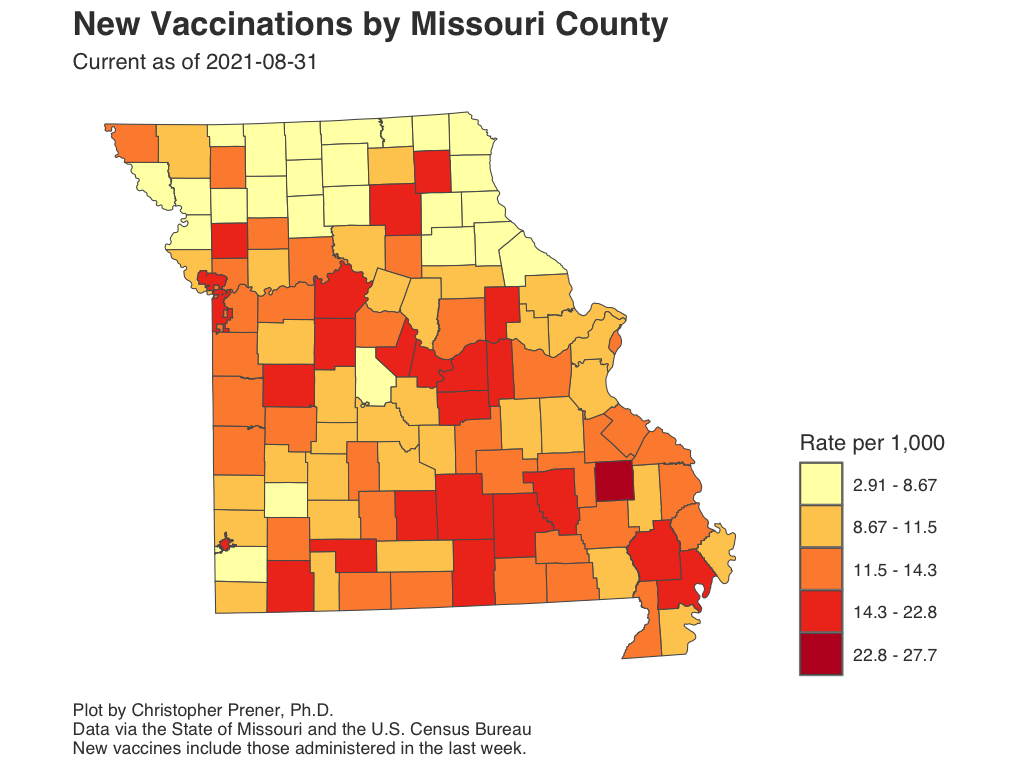 New Vaccinations by Missouri County
Current as of 2021-08-31
Rate per 1,000
2.91 - 8.67
8.67 - 11.5
11.5 - 14.3
14.3 - 22.8
22.8 - 27.7
Plot by Christopher Prener, Ph.D.
Data via the State of Missouri and the U.S. Census Bureau
New vaccines include those administered in the last week.